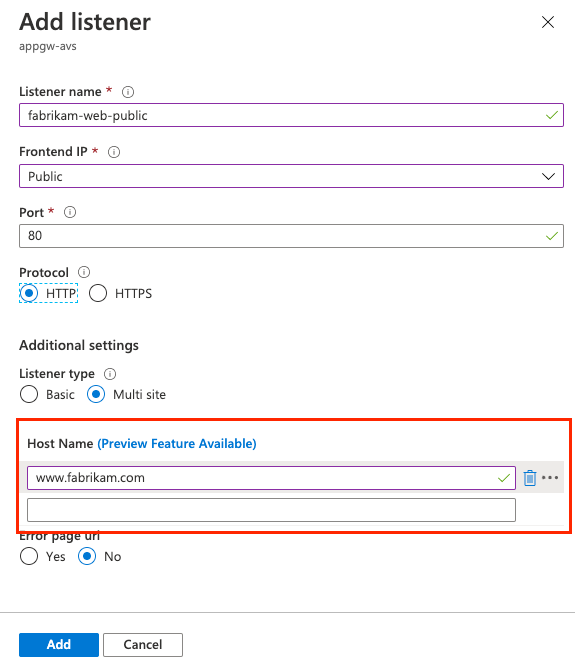 Add listener
appgw-avs
Listener name *
fabrikam-web-public
Frontend IP *
Public
Port *
80
Protocol
HTTP HTTPS
Additional settings
Listener type
Basic Multi site
Host Name (Preview Feature Available)
www.fabrikam.com
Error page url
Yes No
Add Cancel